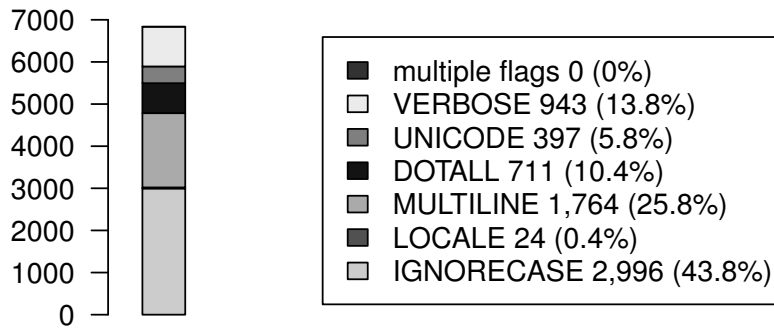 7000
6000
5000
4000
3000
2000
1000
0
multiple flags 0 (0%)
VERBOSE 943 (13.8%)
UNICODE 397 (5.8%)
DOTALL 711 (10.4%)
MULTILINE 1,764 (25.8%)
LOCALE 24 (0.4%)
IGNORECASE 2,996 (43.8%)